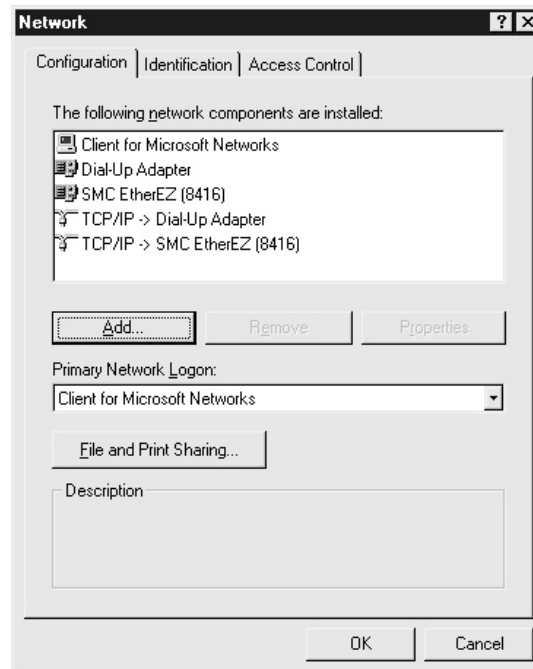 Network
Configuration Identification Access Control
The following network components are installed:
Client for Microsoft Networks
Dial-Up Adapter
SMC EtherEZ (8416)
TCP/IP -> Dial-Up Adapter
TCP/IP -> SMC EtherEZ (8416)
Add... Remove Properties
Primary Network Logon:
Client for Microsoft Networks
File and Print Sharing...
Description
OK Cancel